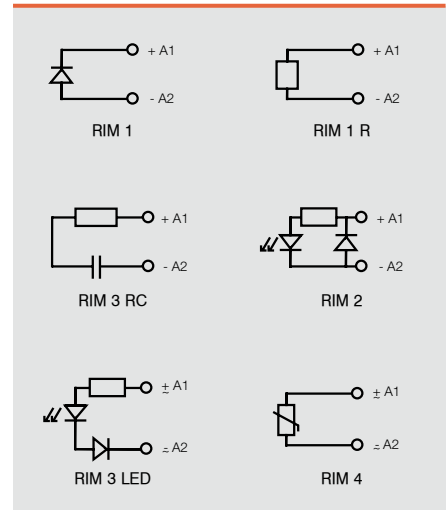 + A1
+ A1
- A2
- A2
RIM 1
RIM 1 R
+ A1
+ A1
- A2
- A2
RIM 3 RC
RIM 2
± A1
± A1
≂ A2
≂ A2
RIM 3 LED
RIM 4